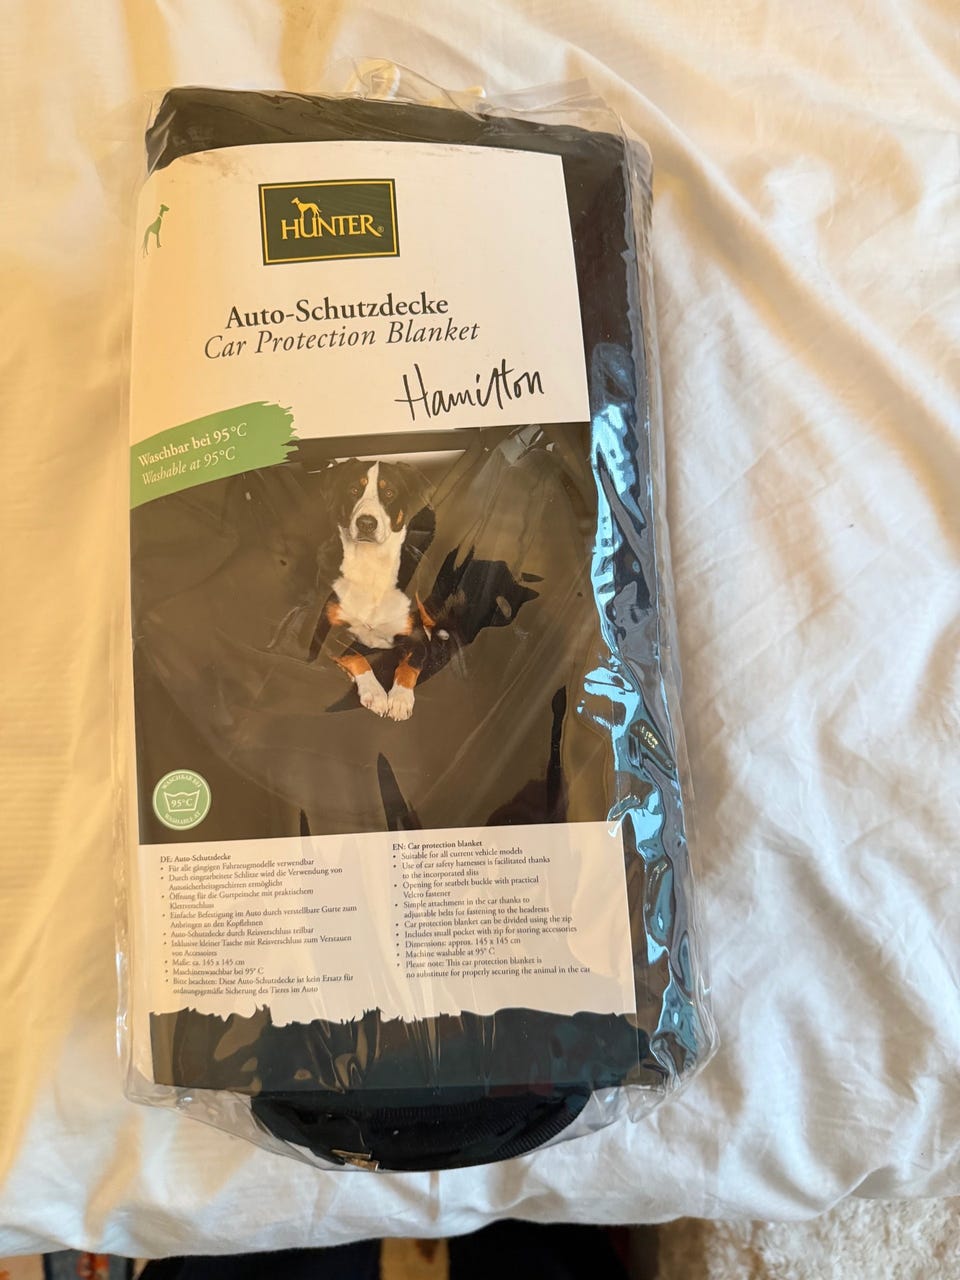 HUNTER®
Auto-Schutzdecke
Car Protection Blanket
Hamilton
Waschbar bei 95°C
Washable at 95°C
WASCHBAR BEI
95°C
WASHABLE AT
DE: Auto-Schutzdecke
• Für alle gängigen Fahrzeugmodelle verwendbar
• Durch eingearbeitete Schlitze wird die Verwendung von
Autosicherheitsgeschirren ermöglicht
• Öffnung für die Gurtpeitsche mit praktischem
Klettverschluss
• Einfache Befestigung im Auto durch verstellbare Gurte zum
Anbringen an den Kopflehnen
• Auto-Schutzdecke durch Reisverschluss teilbar
• Inklusive kleiner Tasche mit Reisverschluss zum Verstauen
von Accessoires
• Maße: ca. 145 x 145 cm
• Maschinenwaschbar bei 95° C
• Bitte beachten: Diese Auto-Schutzdecke ist kein Ersatz für
ordnungsgemäße Sicherung des Tieres im Auto
EN: Car protection blanket
• Suitable for all current vehicle models
• Use of car safety harnesses is facilitated thanks
to the incorporated slits
• Opening for seatbelt buckle with practical
Velcro fastener
• Simple attachment in the car thanks to
adjustable belts for fastening to the headrests
• Car protection blanket can be divided using the zip
• Includes small pocket with zip for storing accessories
• Dimensions: approx. 145 x 145 cm
• Machine washable at 95° C
• Please note: This car protection blanket is
no substitute for properly securing the animal in the car